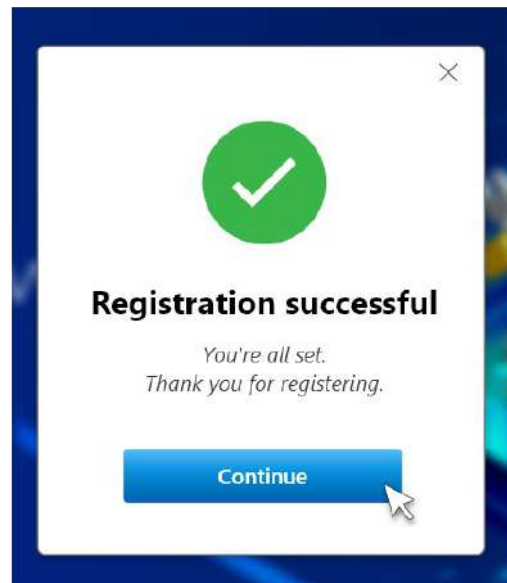 Registration successful
You're all set.
Thank you for registering.
Continue